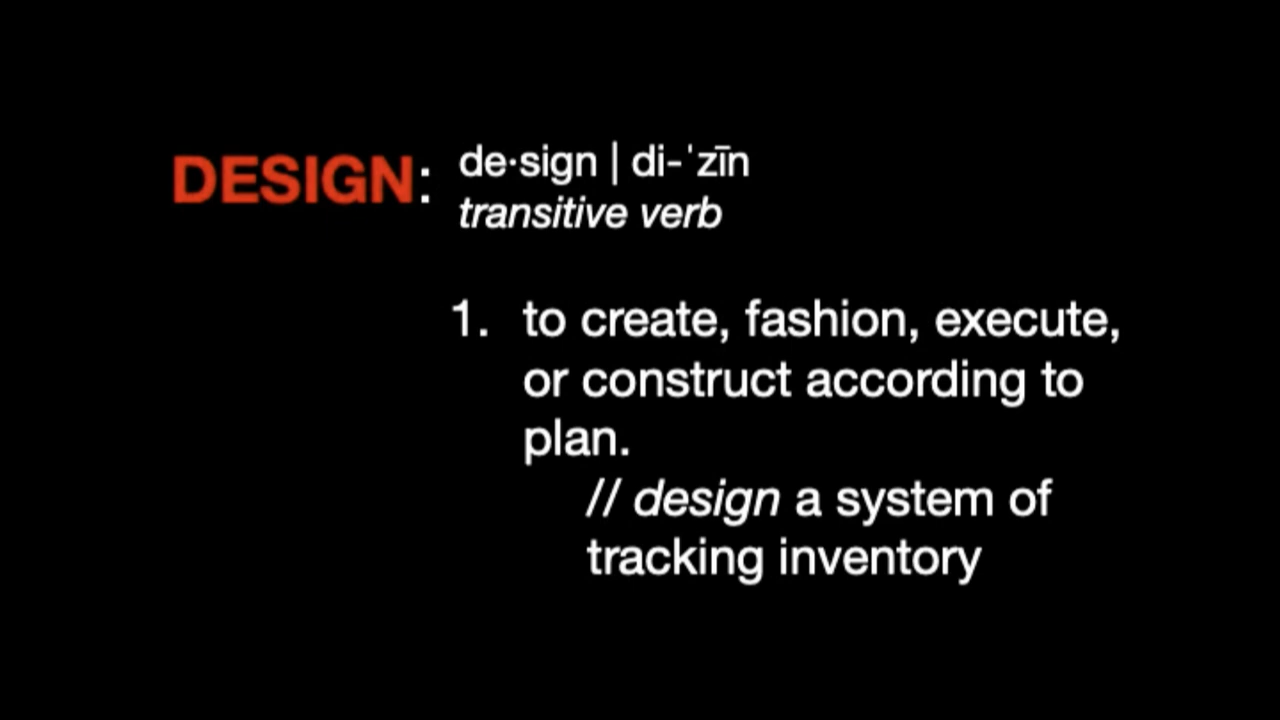 DESIGN: de·sign | di-ˈzīn
transitive verb
1. to create, fashion, execute,
or construct according to
plan.
// design a system of
tracking inventory